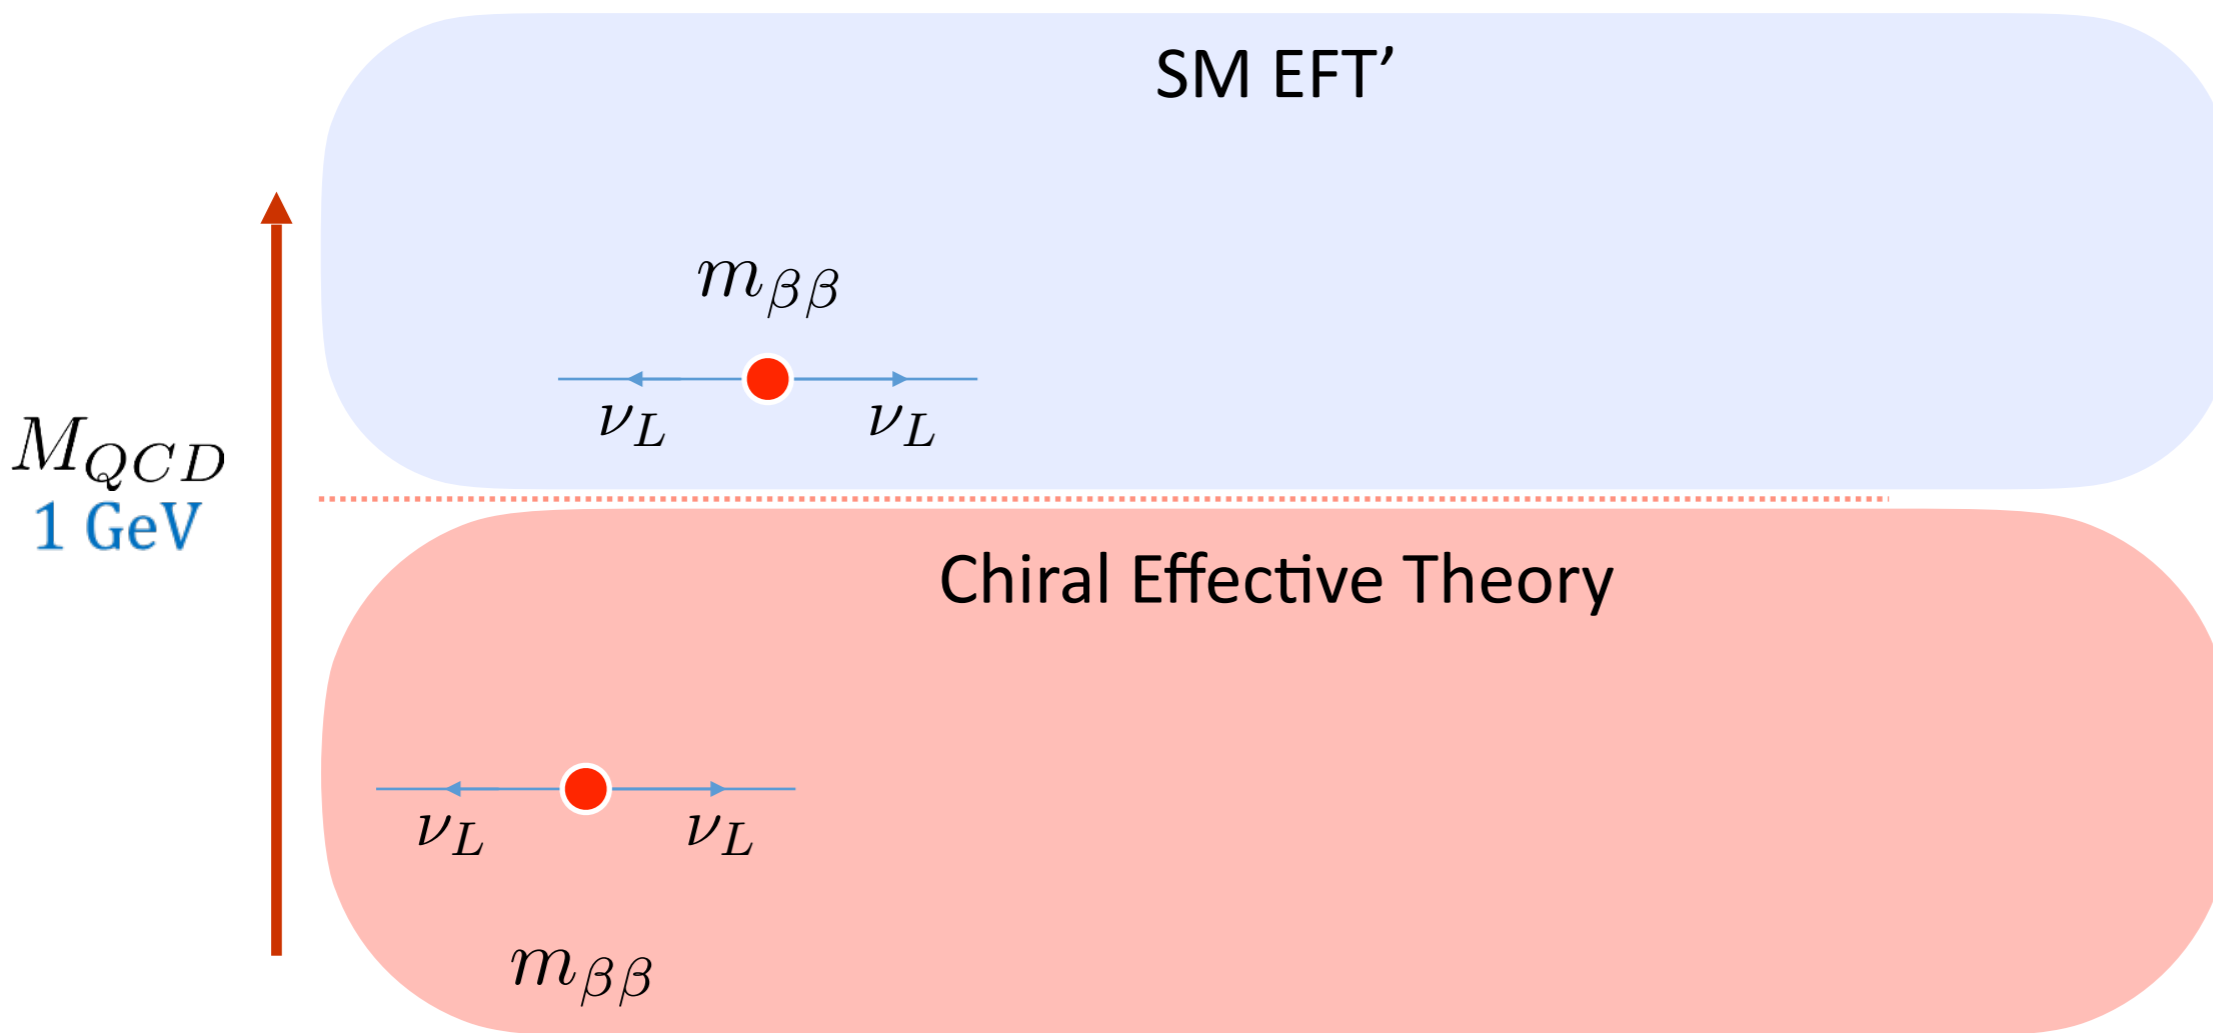 SM EFT’
m_{ββ}
ν_L ν_L
M_{QCD}
1 GeV
Chiral Effective Theory
ν_L ν_L
m_{ββ}